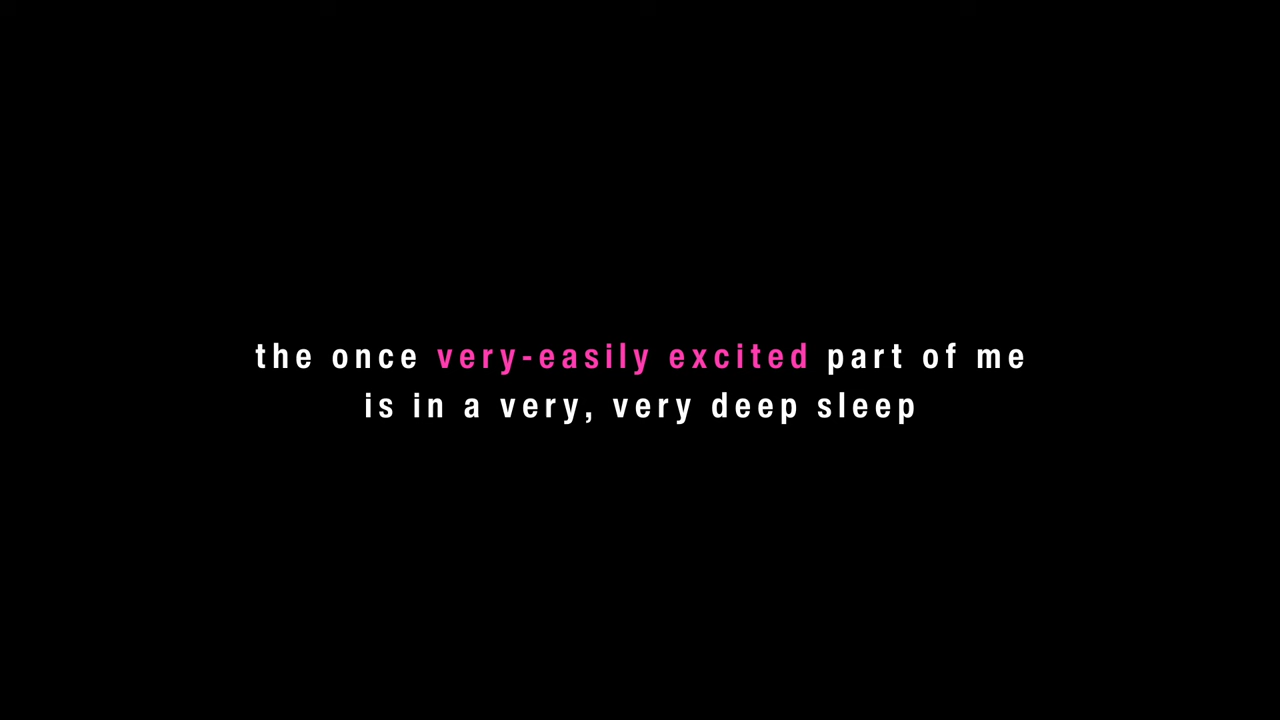 the once very-easily excited part of me
is in a very, very deep sleep